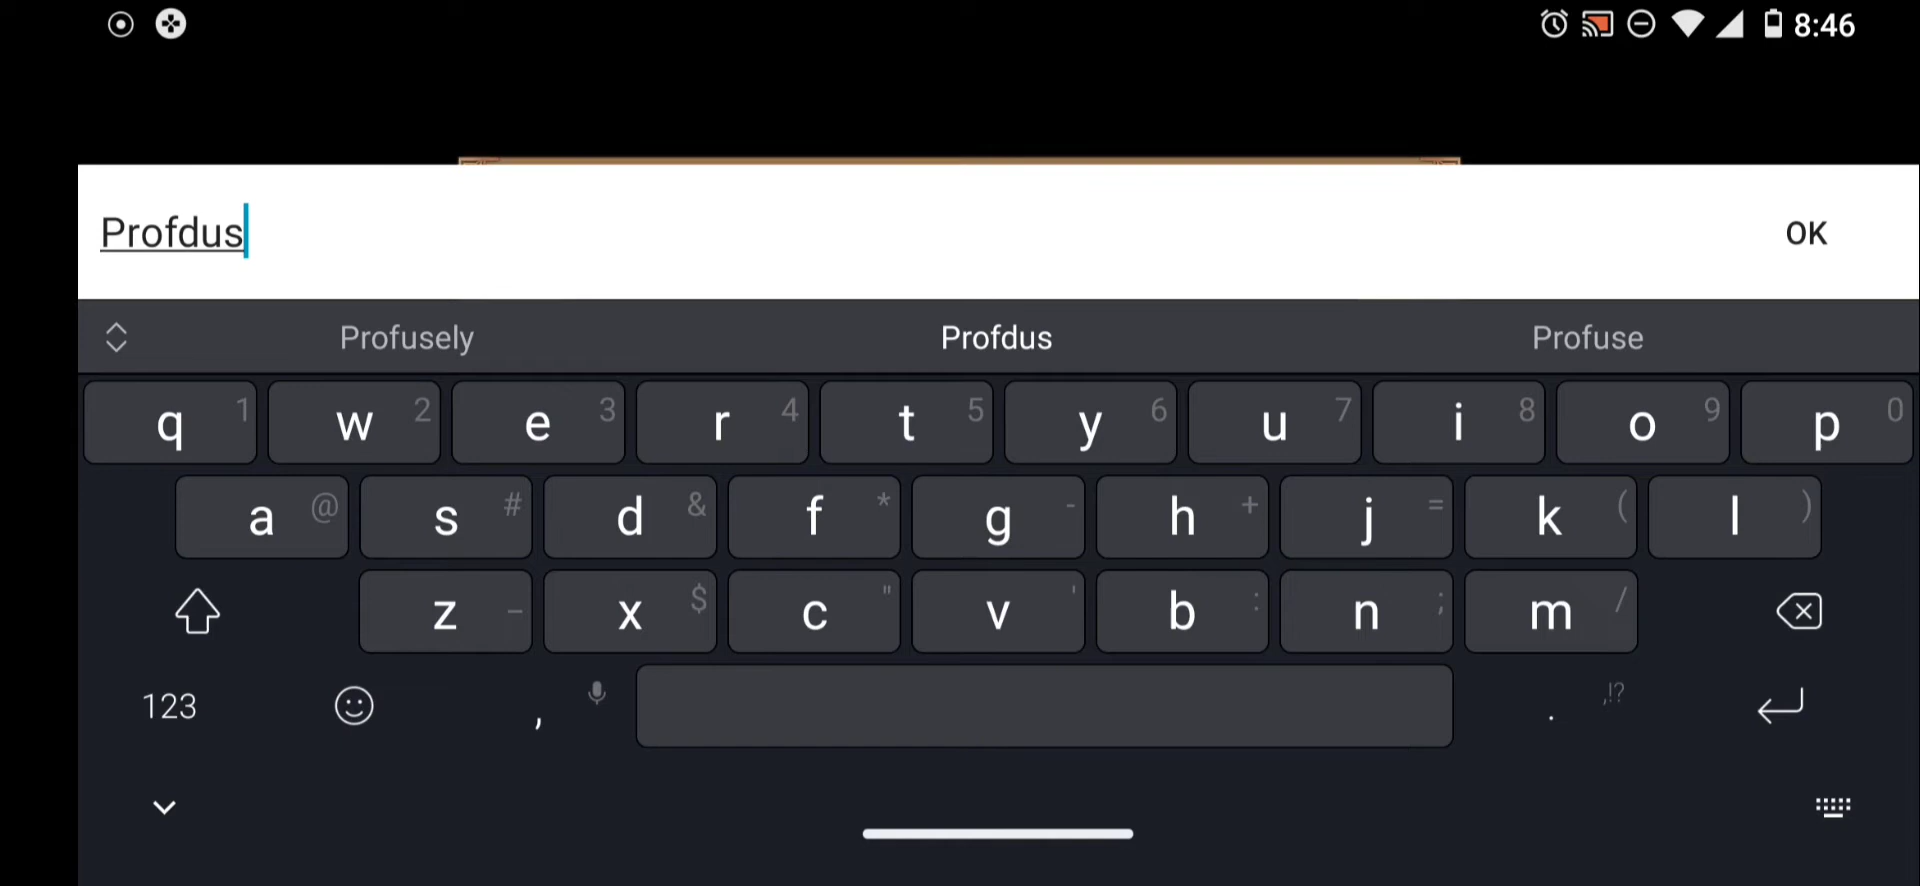 8:46
Profdus OK
Profusely Profdus Profuse
q 1 w 2 e 3 r 4 t 5 y 6 u 7 i 8 o 9 p 0
a @ s # d & f * g - h + j = k ( l )
z _ x $ c " v ' b : n ; m /
123 , . ,!?